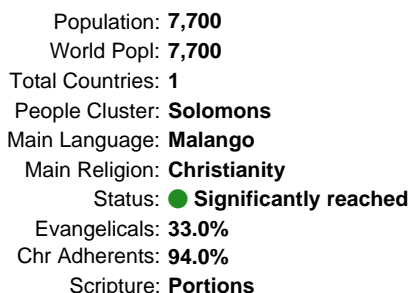 Population: 7,700
World Popl: 7,700
Total Countries: 1
People Cluster: Solomons
Main Language: Malango
Main Religion: Christianity
Status: Significantly reached
Evangelicals: 33.0%
Chr Adherents: 94.0%
Scripture: Portions